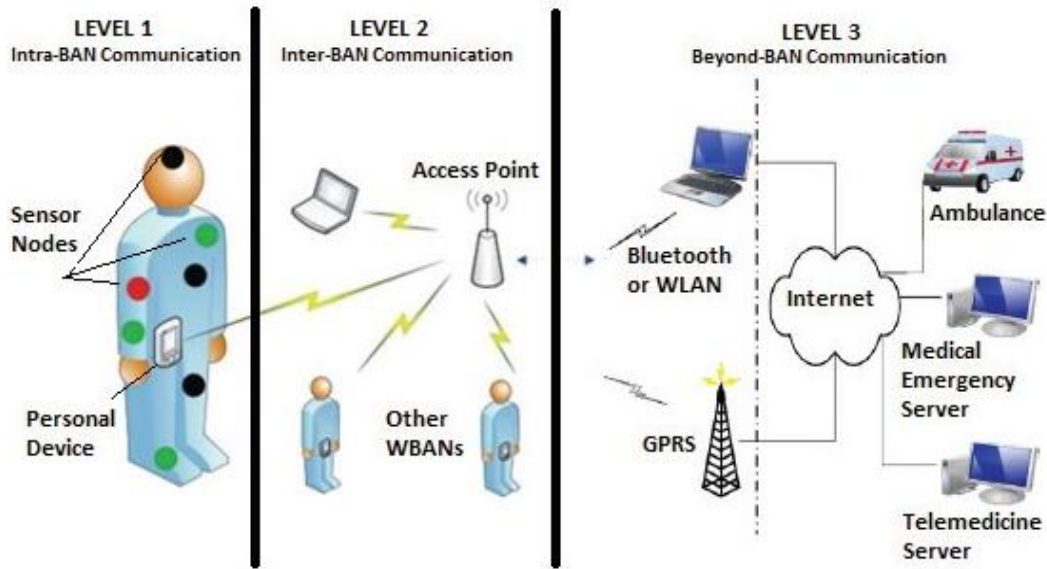 LEVEL 1
Intra-BAN Communication
Sensor
Nodes
Personal
Device
LEVEL 2
Inter-BAN Communication
Access Point
Other
WBANs
LEVEL 3
Beyond-BAN Communication
Bluetooth
or WLAN
GPRS
Internet
Ambulance
Medical
Emergency
Server
Telemedicine
Server